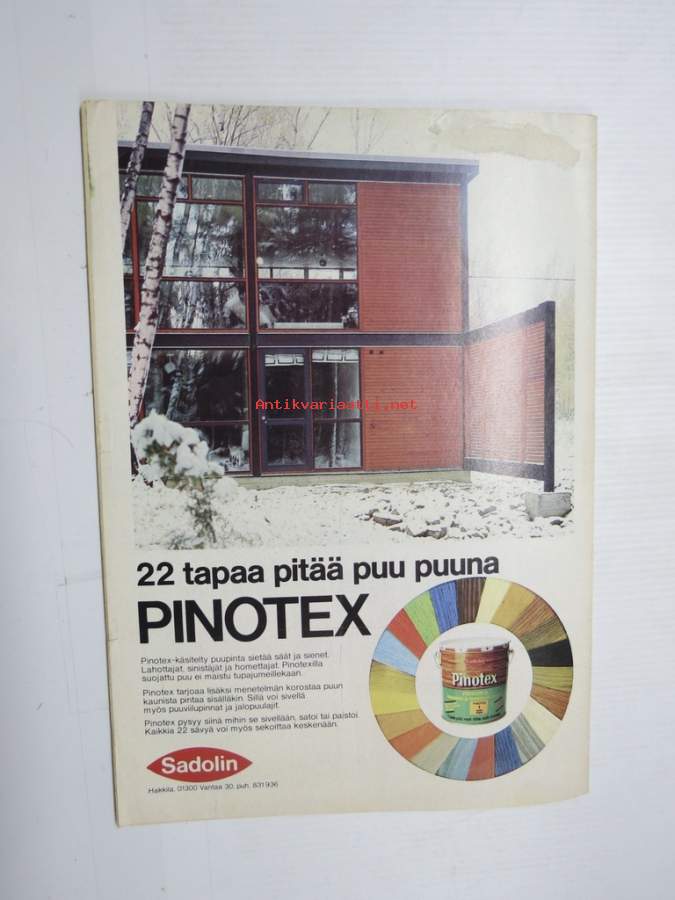 Antikvariaatti.net
22 tapaa pitää puu puuna
PINOTEX
Pinotex-käsitelty puupinta sietää säät ja sienet.
Lahottajat, sinistäjät ja homettajat. Pinotexilla
suojattu puu ei maistu tupajumeillekaan.
Pinotex tarjoaa lisäksi menetelmän korostaa puun
kaunista pintaa sisälläkin. Sillä voi sivellä
myös puuviilupinnat ja jalopuulajit.
Pinotex pysyy siinä mihin se sivellään, satoi tai paistoi.
Kaikkia 22 sävyä voi myös sekoittaa keskenään.
Pinotex
Sadolin
Hakkila, 01300 Vantaa 30, puh. 831 936